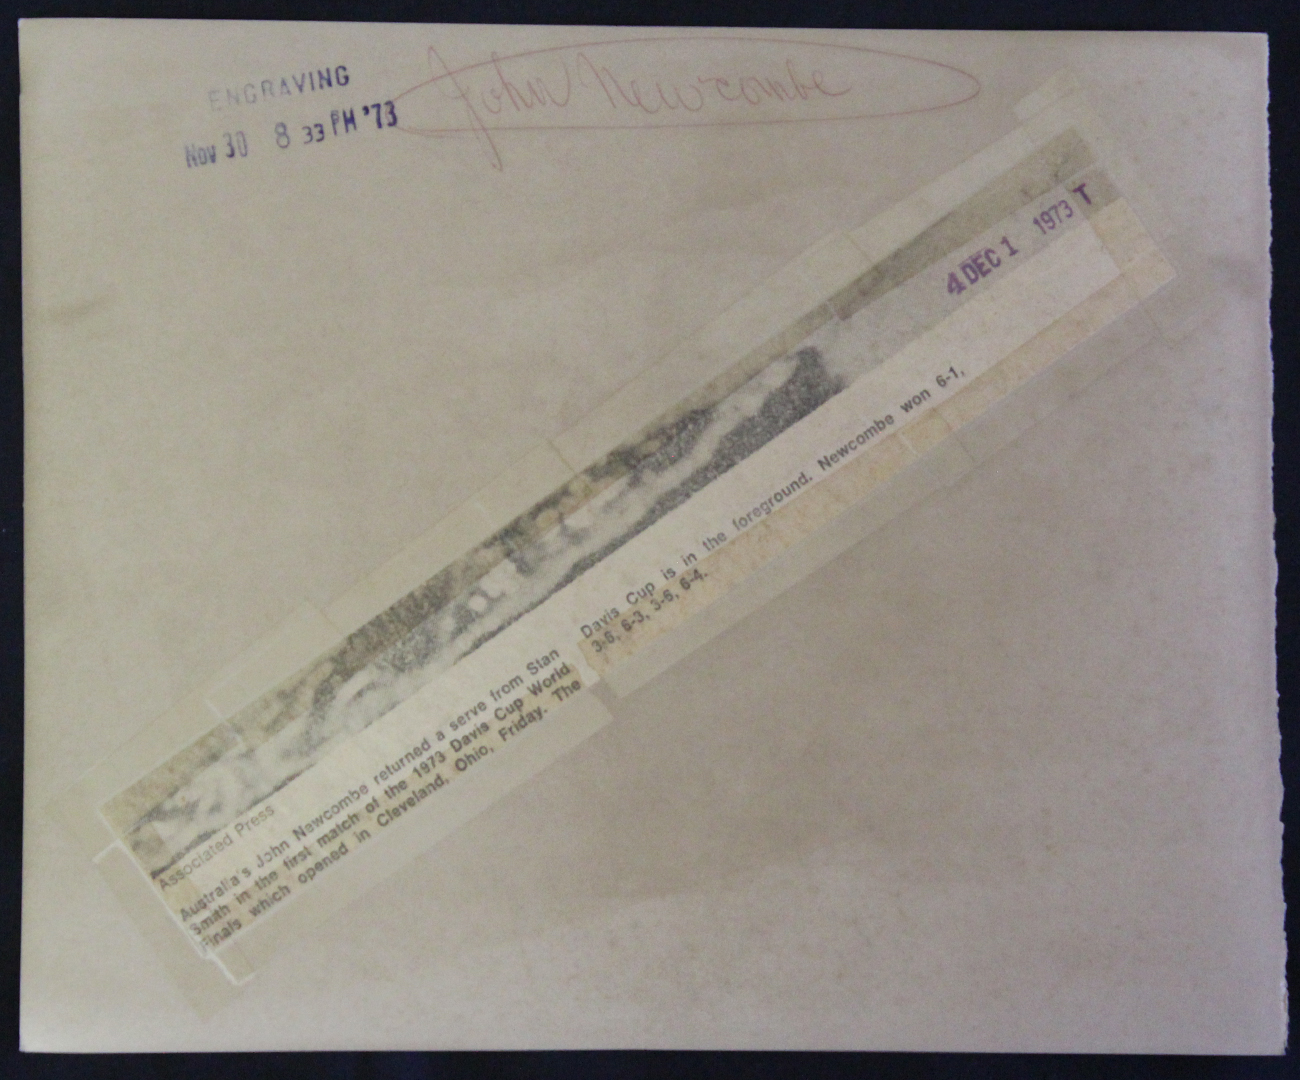 ENGRAVING
Nov 30 8 33 PM '73
John Newcombe
4 DEC 1 1973 T
Associated Press
Australia's John Newcombe returned a serve from Stan
Smith in the first match of the 1973 Davis Cup World
Finals which opened in Cleveland, Ohio, Friday. The
Davis Cup is in the foreground. Newcombe won 6-1,
3-6, 6-3, 3-6, 6-4.